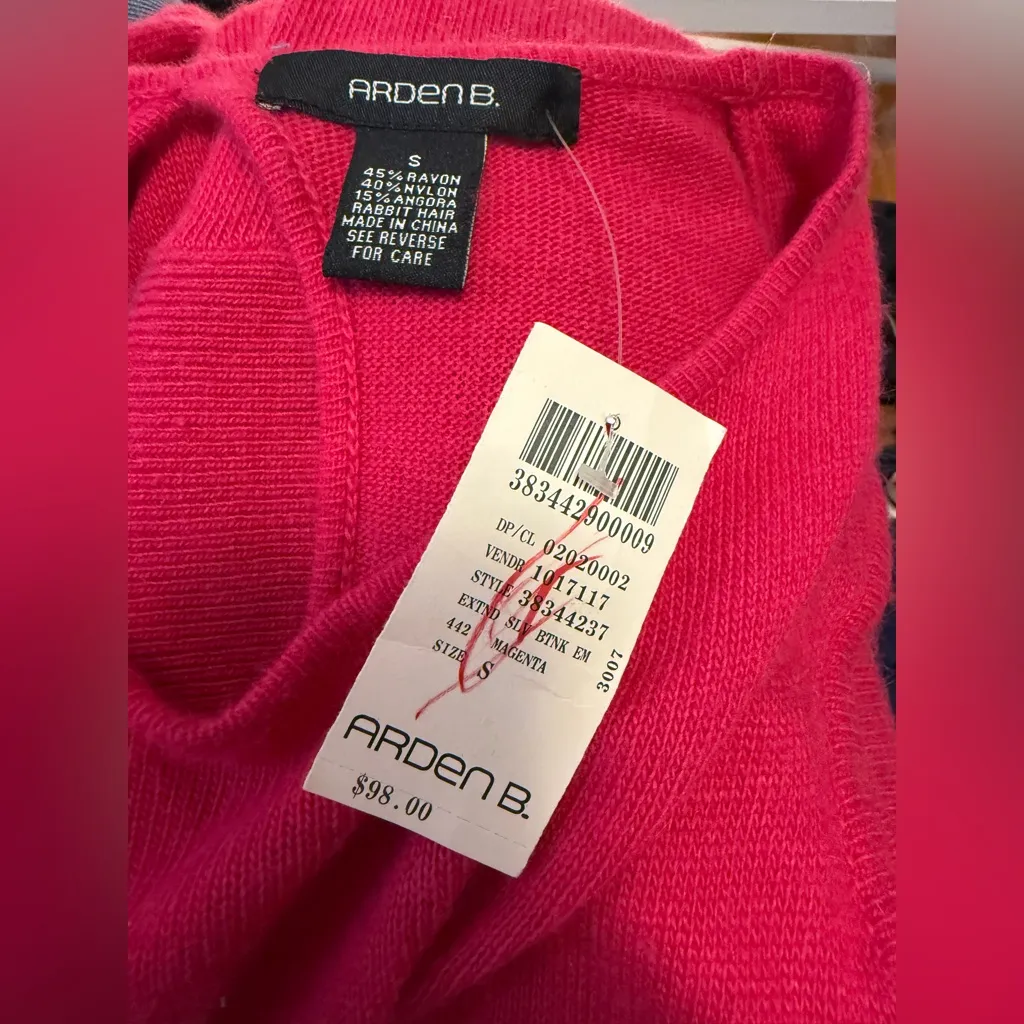 ARDEN B.
S
45% RAYON
40% NYLON
15% ANGORA
RABBIT HAIR
MADE IN CHINA
SEE REVERSE
FOR CARE
383442900009
DP/CL 02020002
VENDR 1017117
STYLE 38344237
EXTND SLV BTNK EM
442 MAGENTA
SIZE S
3007
ARDEN B.
$98.00